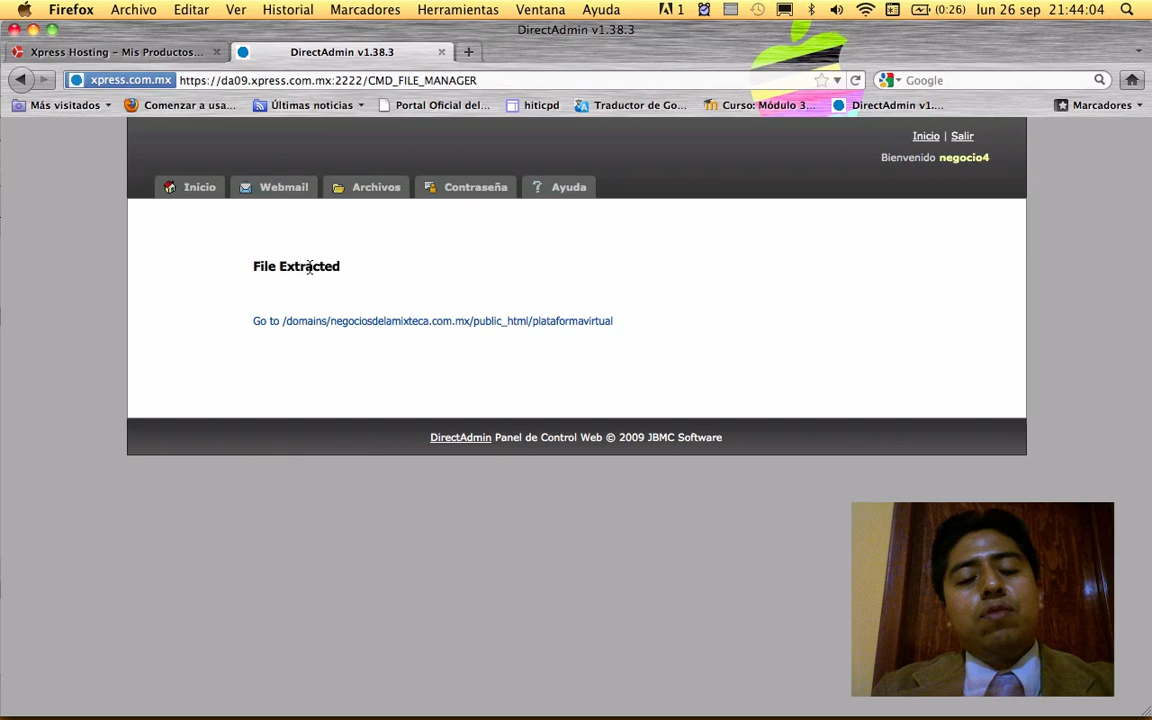 Firefox Archivo Editar Ver Historial Marcadores Herramientas Ventana Ayuda 1 (0:26) lun 26 sep 21:44:04
DirectAdmin v1.38.3
Xpress Hosting – Mis Productos... DirectAdmin v1.38.3
xpress.com.mx https://da09.xpress.com.mx:2222/CMD_FILE_MANAGER Google
Más visitados Comenzar a usa... Últimas noticias Portal Oficial del... hiticpd Traductor de Go... Curso: Módulo 3... DirectAdmin v1.... Marcadores
Inicio | Salir
Bienvenido negocio4
Inicio Webmail Archivos Contraseña Ayuda
File Extracted
Go to /domains/negociosdelamixteca.com.mx/public_html/plataformavirtual
DirectAdmin Panel de Control Web © 2009 JBMC Software